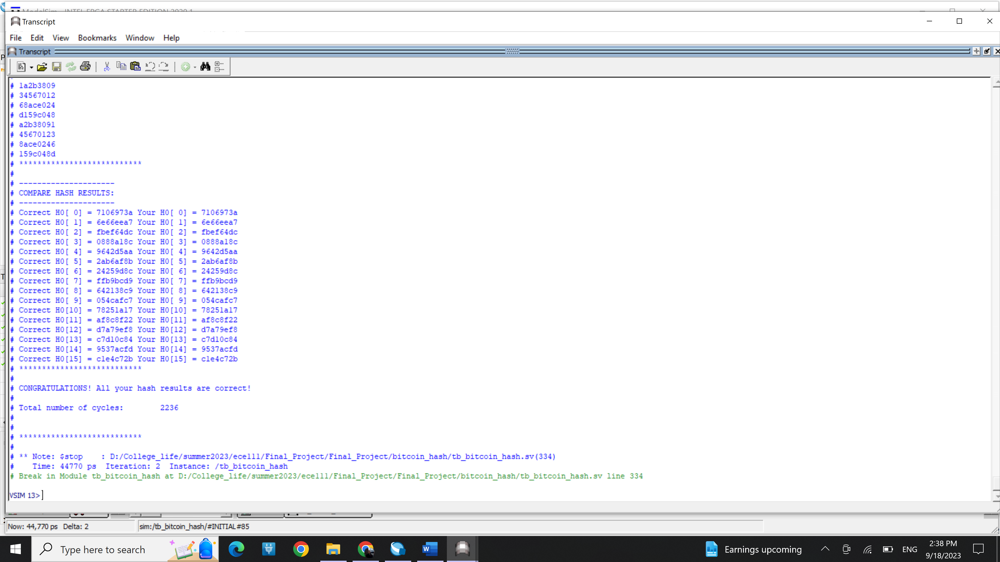 ModelSim - INTEL FPGA STARTER EDITION 2020.1
Transcript
File Edit View Bookmarks Window Help
Transcript
# 1a2b3809
# 34567012
# 68ace024
# d159c048
# a2b38091
# 45670123
# 8ace0246
# 159c048d
# ***************************
#
# ---------------------
# COMPARE HASH RESULTS:
# ---------------------
# Correct H0[ 0] = 7106973a Your H0[ 0] = 7106973a
# Correct H0[ 1] = 6e66eea7 Your H0[ 1] = 6e66eea7
# Correct H0[ 2] = fbef64dc Your H0[ 2] = fbef64dc
# Correct H0[ 3] = 0888a18c Your H0[ 3] = 0888a18c
# Correct H0[ 4] = 9642d5aa Your H0[ 4] = 9642d5aa
# Correct H0[ 5] = 2ab6af8b Your H0[ 5] = 2ab6af8b
# Correct H0[ 6] = 24259d8c Your H0[ 6] = 24259d8c
# Correct H0[ 7] = ffb9bcd9 Your H0[ 7] = ffb9bcd9
# Correct H0[ 8] = 642138c9 Your H0[ 8] = 642138c9
# Correct H0[ 9] = 054cafc7 Your H0[ 9] = 054cafc7
# Correct H0[10] = 78251a17 Your H0[10] = 78251a17
# Correct H0[11] = af8c8f22 Your H0[11] = af8c8f22
# Correct H0[12] = d7a79ef8 Your H0[12] = d7a79ef8
# Correct H0[13] = c7d10c84 Your H0[13] = c7d10c84
# Correct H0[14] = 9537acfd Your H0[14] = 9537acfd
# Correct H0[15] = c1e4c72b Your H0[15] = c1e4c72b
# ***************************
#
# CONGRATULATIONS! All your hash results are correct!
#
# Total number of cycles:        2236
#
#
# ***************************
#
# ** Note: $stop    : D:/College_life/summer2023/ece111/Final_Project/Final_Project/bitcoin_hash/tb_bitcoin_hash.sv(334)
#    Time: 44770 ps  Iteration: 2  Instance: /tb_bitcoin_hash
# Break in Module tb_bitcoin_hash at D:/College_life/summer2023/ece111/Final_Project/Final_Project/bitcoin_hash/tb_bitcoin_hash.sv line 334
VSIM 13>
Now: 44,770 ps Delta: 2
sim:/tb_bitcoin_hash/#INITIAL#85
Type here to search
W
Earnings upcoming
ENG
2:38 PM
9/18/2023